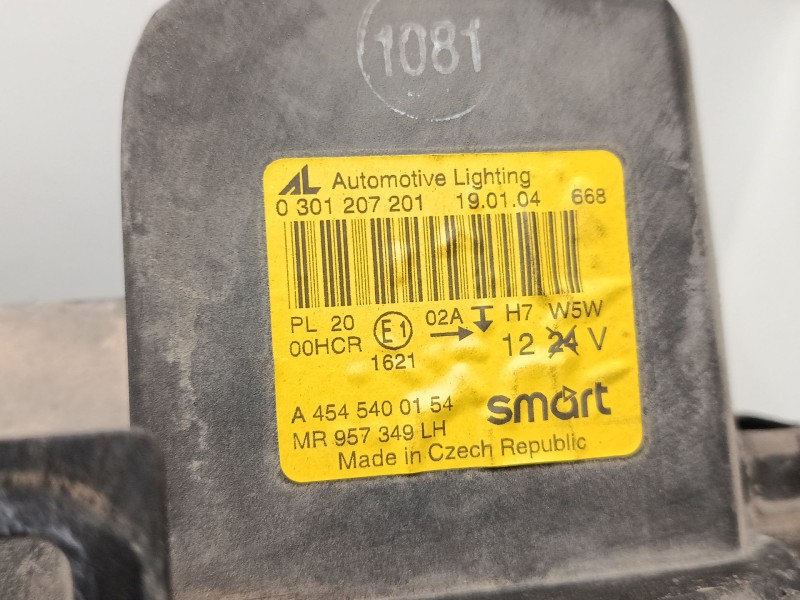 1081
AL Automotive Lighting
0 301 207 201 19.01.04 668
PL 20 E1 02A H7 W5W
00HCR 1621 12 24 V
A 454 540 01 54 smart
MR 957 349 LH
Made in Czech Republic